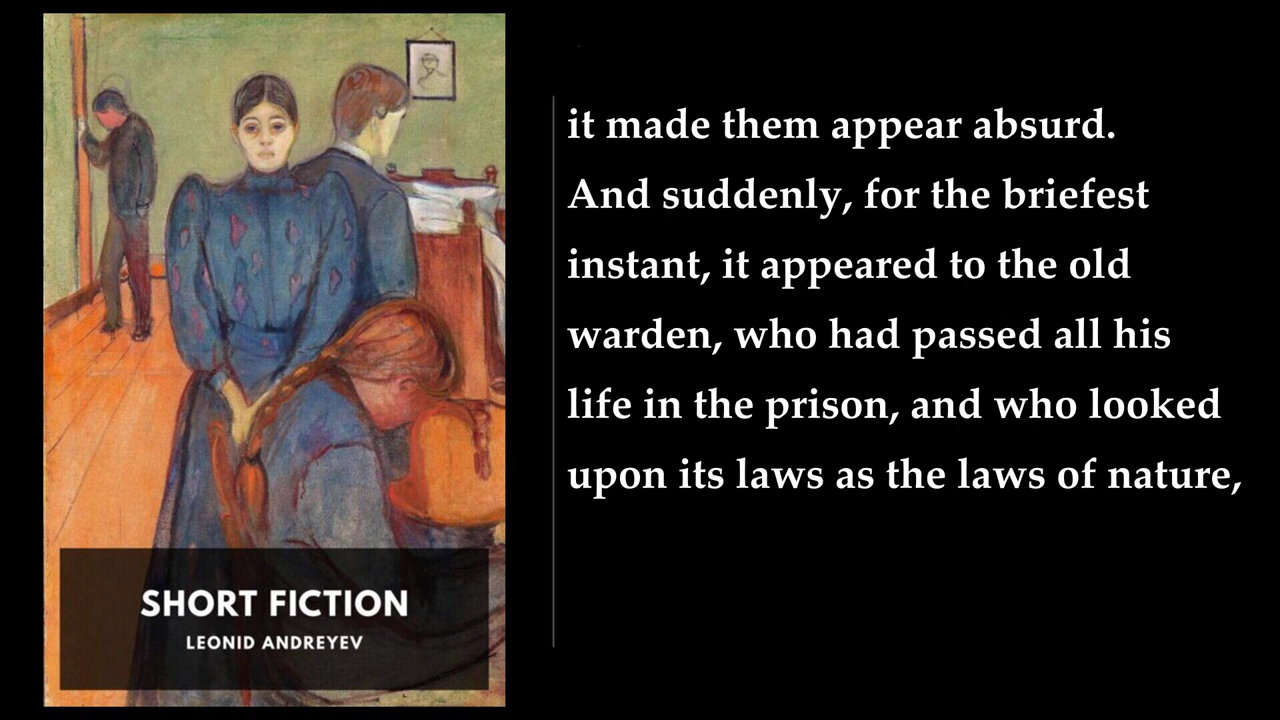 SHORT FICTION
LEONID ANDREYEV
it made them appear absurd.
And suddenly, for the briefest
instant, it appeared to the old
warden, who had passed all his
life in the prison, and who looked
upon its laws as the laws of nature,